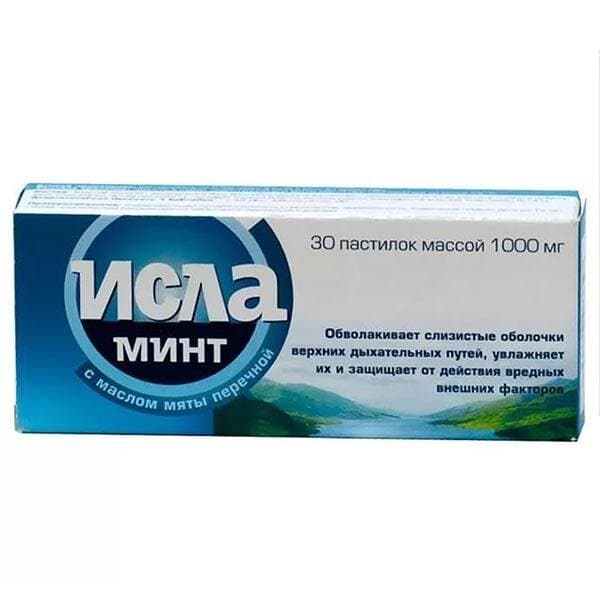 30 пастилок массой 1000 мг
исла
МИНТ
с маслом мяты перечной
Обволакивает слизистые оболочки
верхних дыхательных путей, увлажняет
их и защищает от действия вредных
внешних факторов